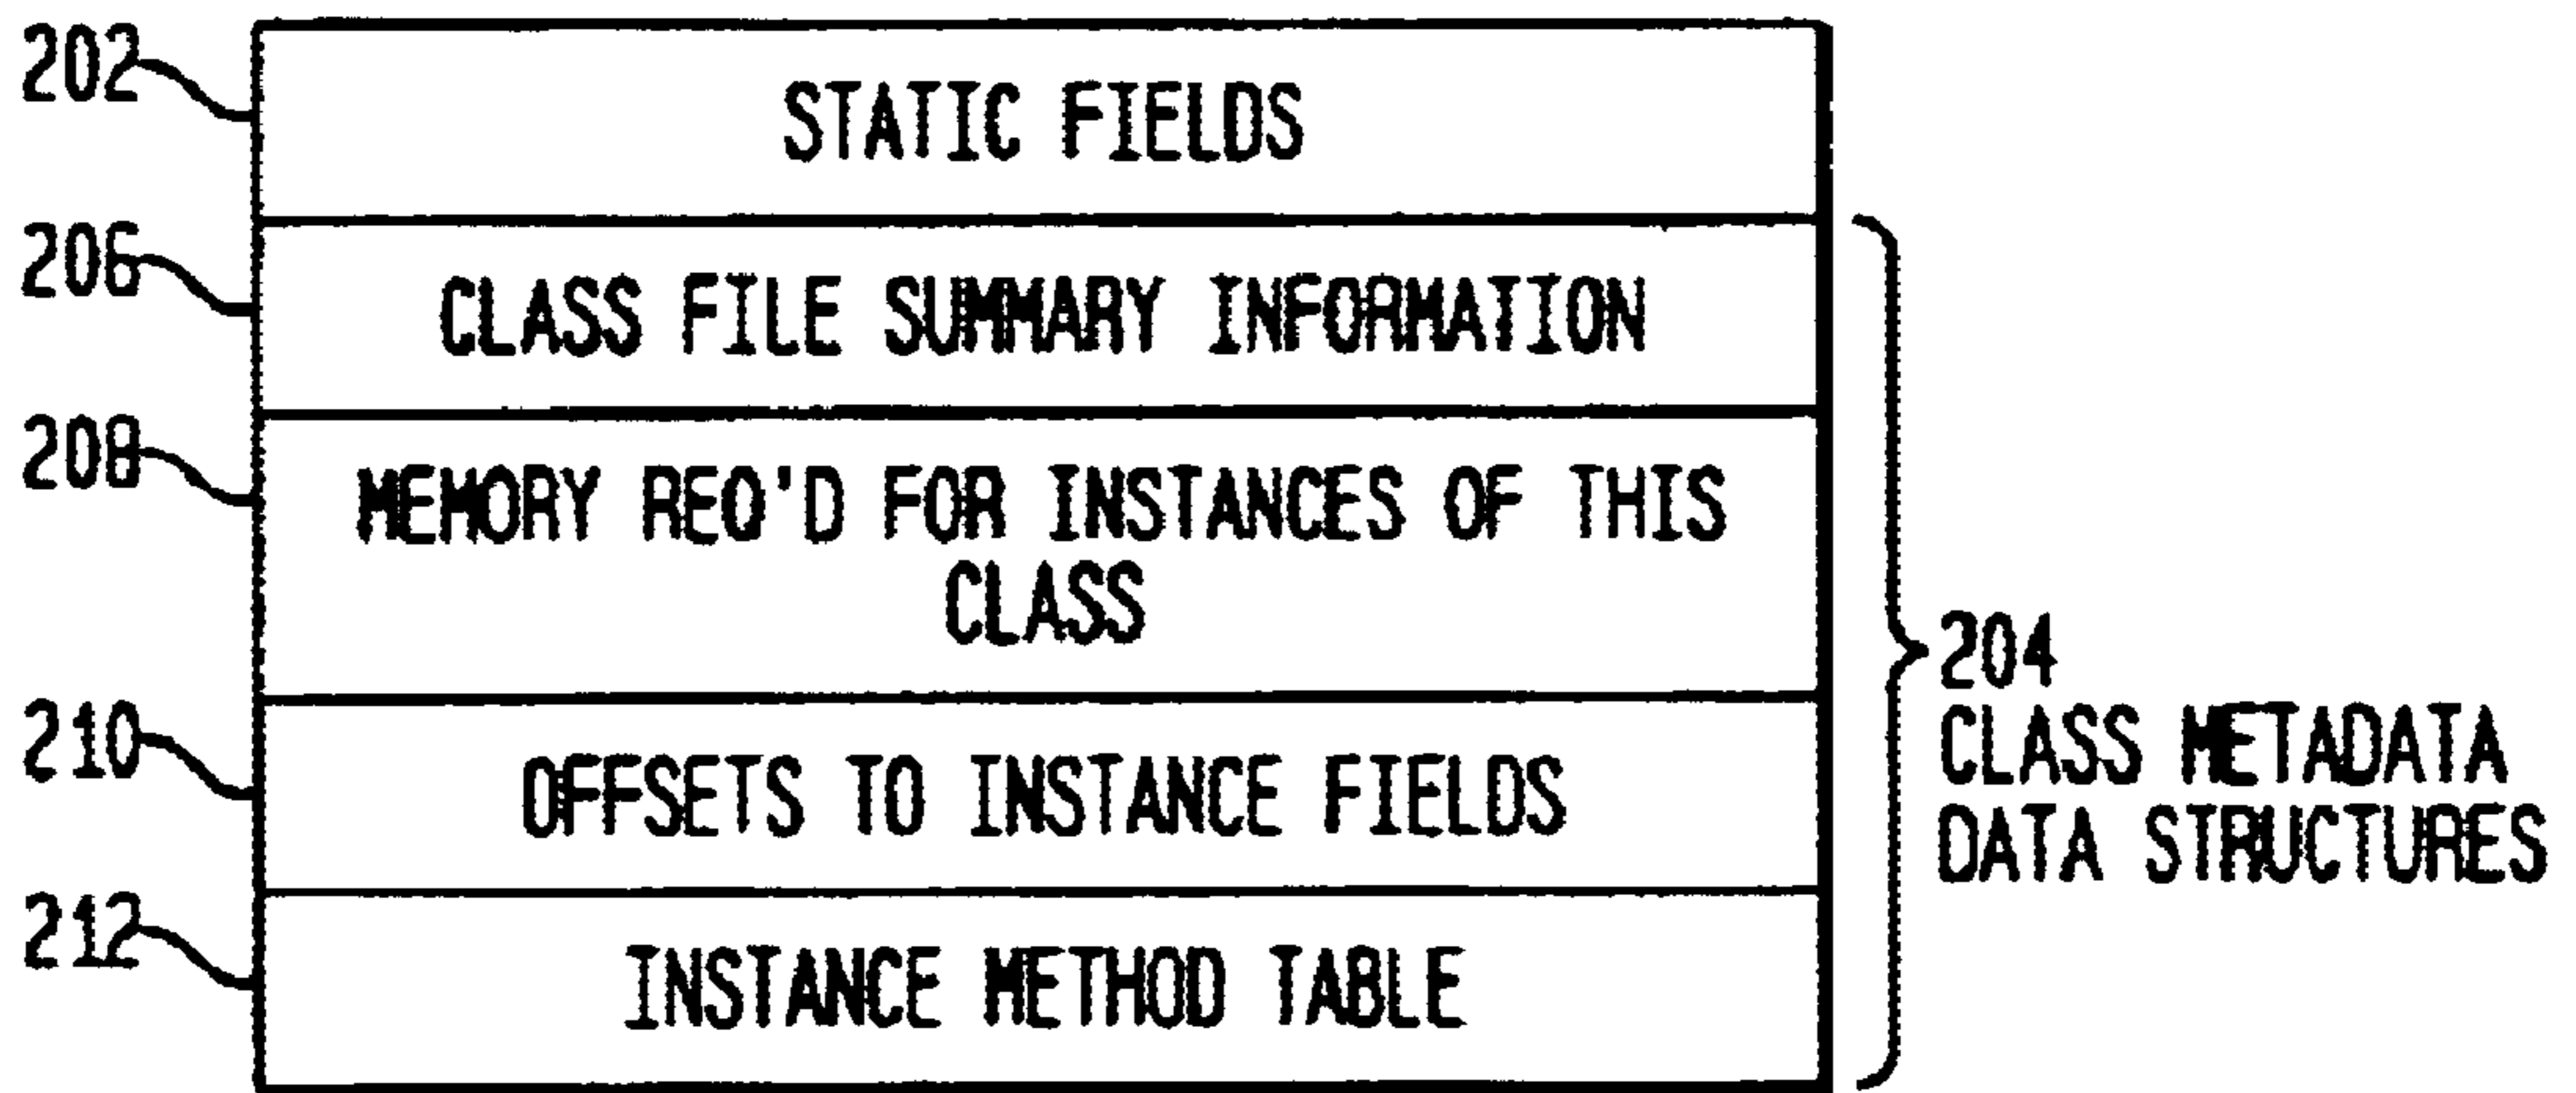 202
STATIC FIELDS
206
CLASS FILE SUMMARY INFORMATION
208
MEMORY REQ'D FOR INSTANCES OF THIS
CLASS
204
CLASS METADATA
DATA STRUCTURES
210
OFFSETS TO INSTANCE FIELDS
212
INSTANCE METHOD TABLE